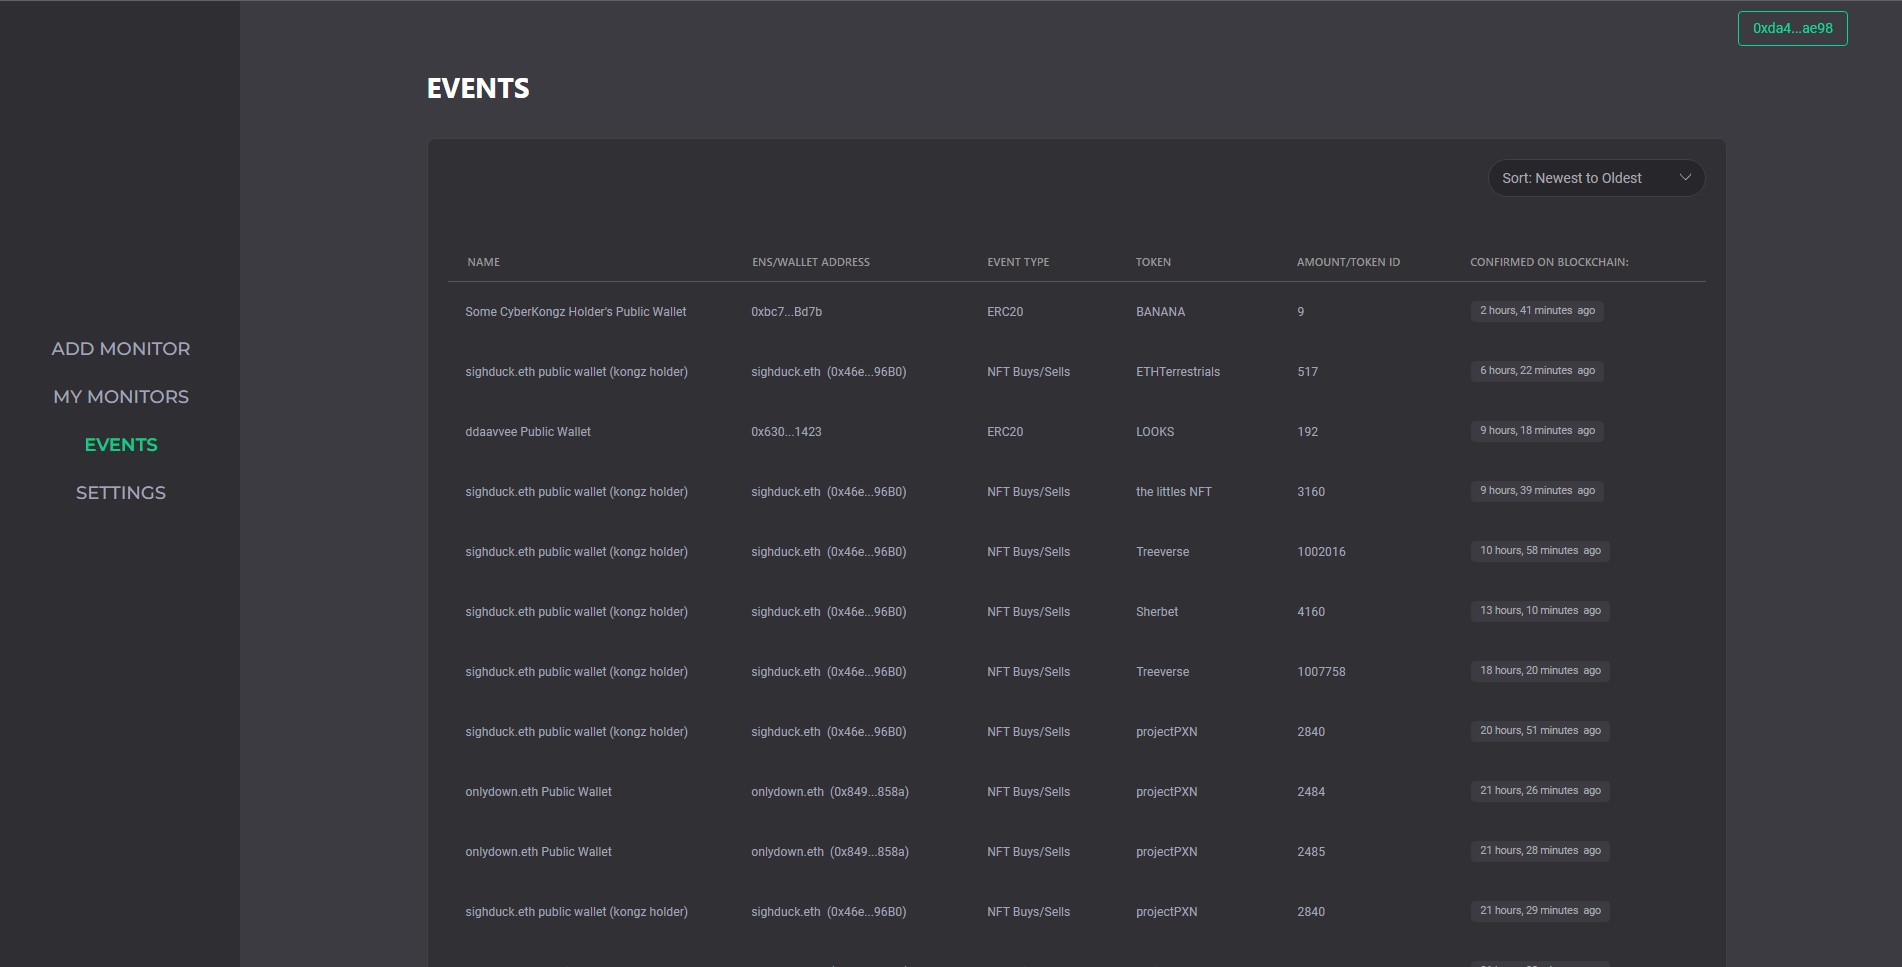 0xda4...ae98
EVENTS
Sort: Newest to Oldest
NAME ENS/WALLET ADDRESS EVENT TYPE TOKEN AMOUNT/TOKEN ID CONFIRMED ON BLOCKCHAIN:
Some CyberKongz Holder's Public Wallet 0xbc7...Bd7b ERC20 BANANA 9 2 hours, 41 minutes ago
sighduck.eth public wallet (kongz holder) sighduck.eth (0x46e...96B0) NFT Buys/Sells ETHTerrestrials 517 6 hours, 22 minutes ago
ddaavvee Public Wallet 0x630...1423 ERC20 LOOKS 192 9 hours, 18 minutes ago
sighduck.eth public wallet (kongz holder) sighduck.eth (0x46e...96B0) NFT Buys/Sells the littles NFT 3160 9 hours, 39 minutes ago
sighduck.eth public wallet (kongz holder) sighduck.eth (0x46e...96B0) NFT Buys/Sells Treeverse 1002016 10 hours, 58 minutes ago
sighduck.eth public wallet (kongz holder) sighduck.eth (0x46e...96B0) NFT Buys/Sells Sherbet 4160 13 hours, 10 minutes ago
sighduck.eth public wallet (kongz holder) sighduck.eth (0x46e...96B0) NFT Buys/Sells Treeverse 1007758 18 hours, 20 minutes ago
sighduck.eth public wallet (kongz holder) sighduck.eth (0x46e...96B0) NFT Buys/Sells projectPXN 2840 20 hours, 51 minutes ago
onlydown.eth Public Wallet onlydown.eth (0x849...858a) NFT Buys/Sells projectPXN 2484 21 hours, 26 minutes ago
onlydown.eth Public Wallet onlydown.eth (0x849...858a) NFT Buys/Sells projectPXN 2485 21 hours, 28 minutes ago
sighduck.eth public wallet (kongz holder) sighduck.eth (0x46e...96B0) NFT Buys/Sells projectPXN 2840 21 hours, 29 minutes ago
ADD MONITOR
MY MONITORS
EVENTS
SETTINGS